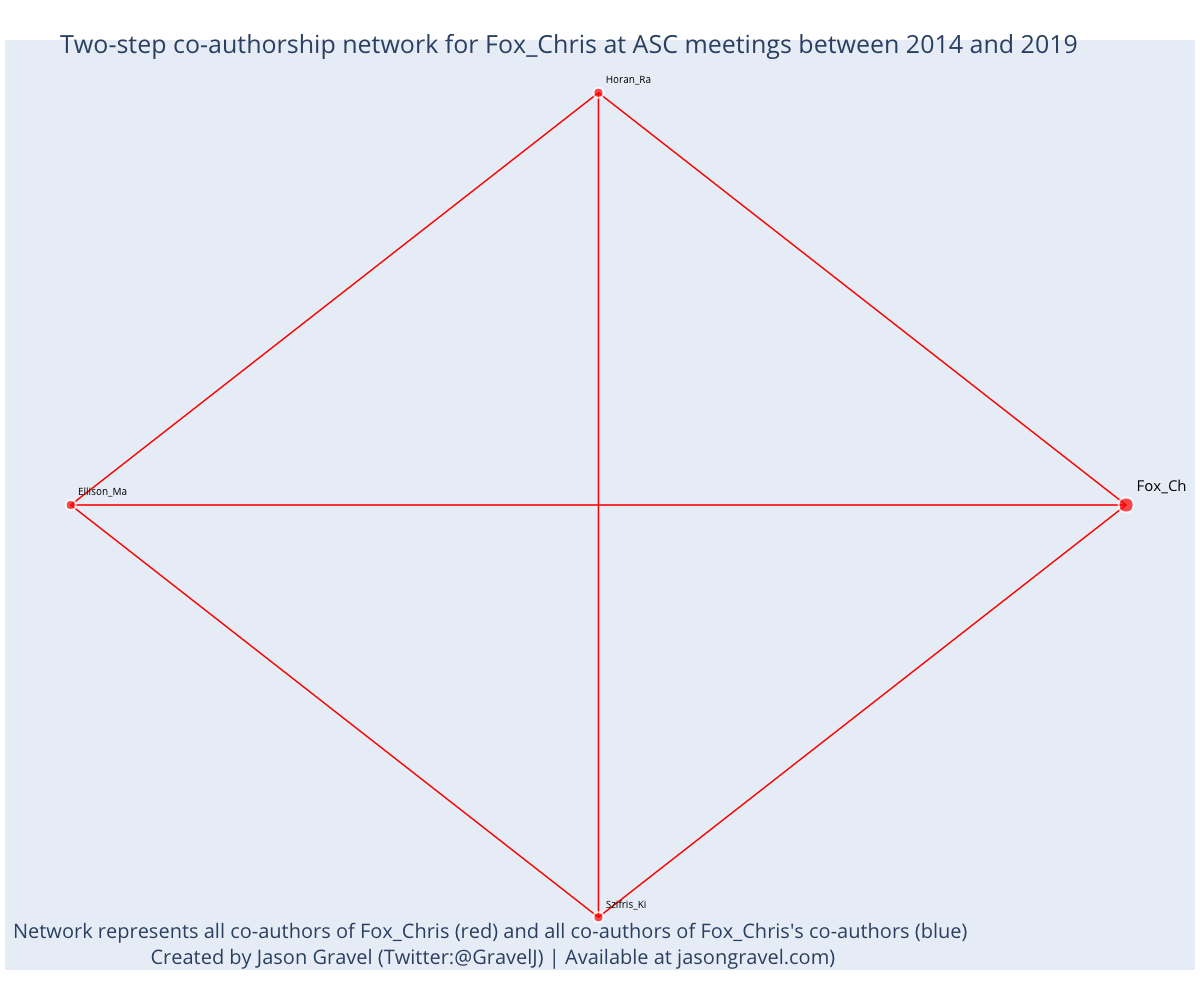 Two-step co-authorship network for Fox_Chris at ASC meetings between 2014 and 2019
Horan_Ra
Fox_Ch
Ellison_Ma
Szifris_Ki
Network represents all co-authors of Fox_Chris (red) and all co-authors of Fox_Chris's co-authors (blue)
Created by Jason Gravel (Twitter:@GravelJ) | Available at jasongravel.com)